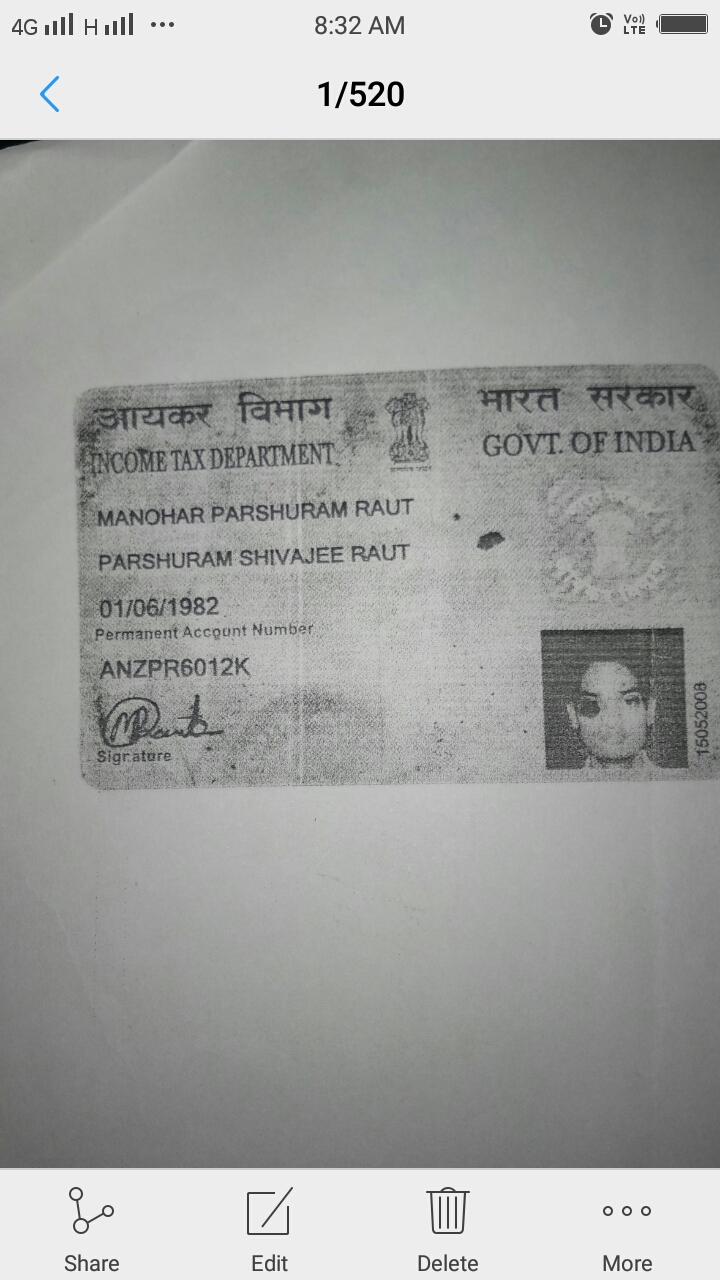 4G H 8:32 AM Vo)) LTE
1/520
आयकर विभाग भारत सरकार
INCOME TAX DEPARTMENT GOVT. OF INDIA
MANOHAR PARSHURAM RAUT
PARSHURAM SHIVAJEE RAUT
01/06/1982
Permanent Account Number
ANZPR6012K
Signature
15052008
Share Edit Delete More